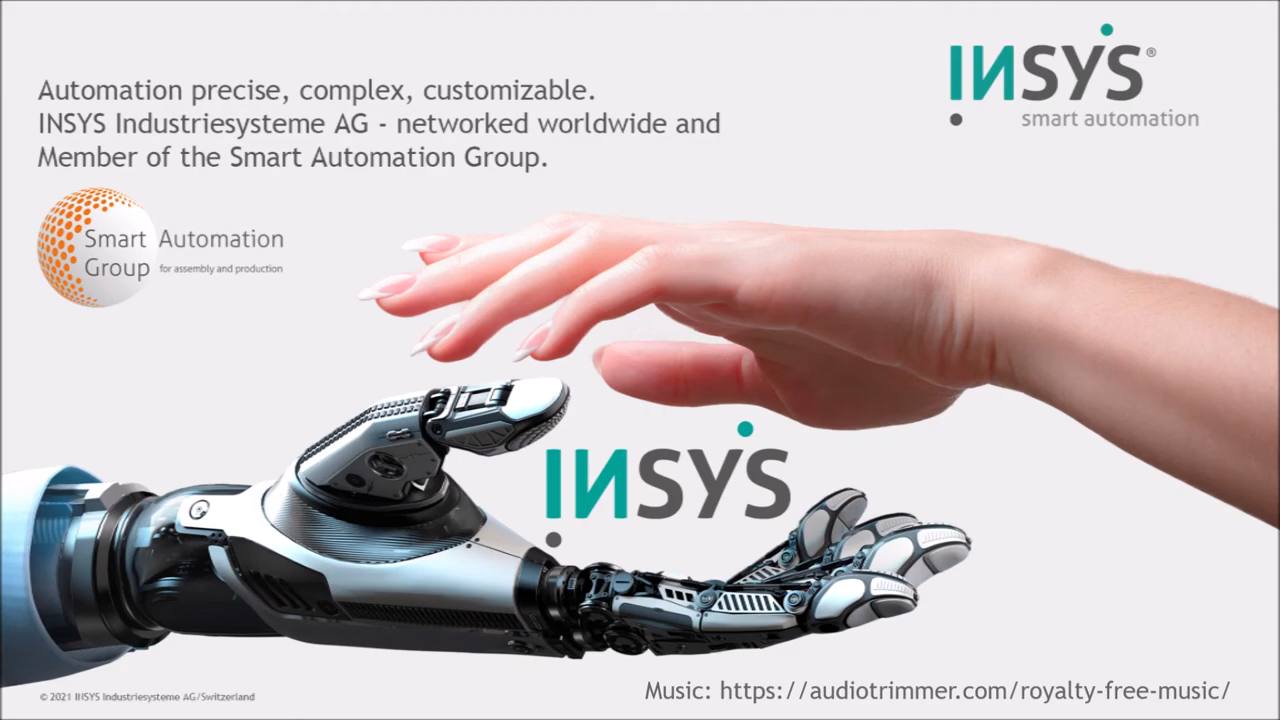 INSYS®
smart automation
Automation precise, complex, customizable.
INSYS Industriesysteme AG - networked worldwide and
Member of the Smart Automation Group.
Smart Automation
Group for assembly and production
INSYS
© 2021 INSYS Industriesysteme AG/Switzerland
Music: https://audiotrimmer.com/royalty-free-music/